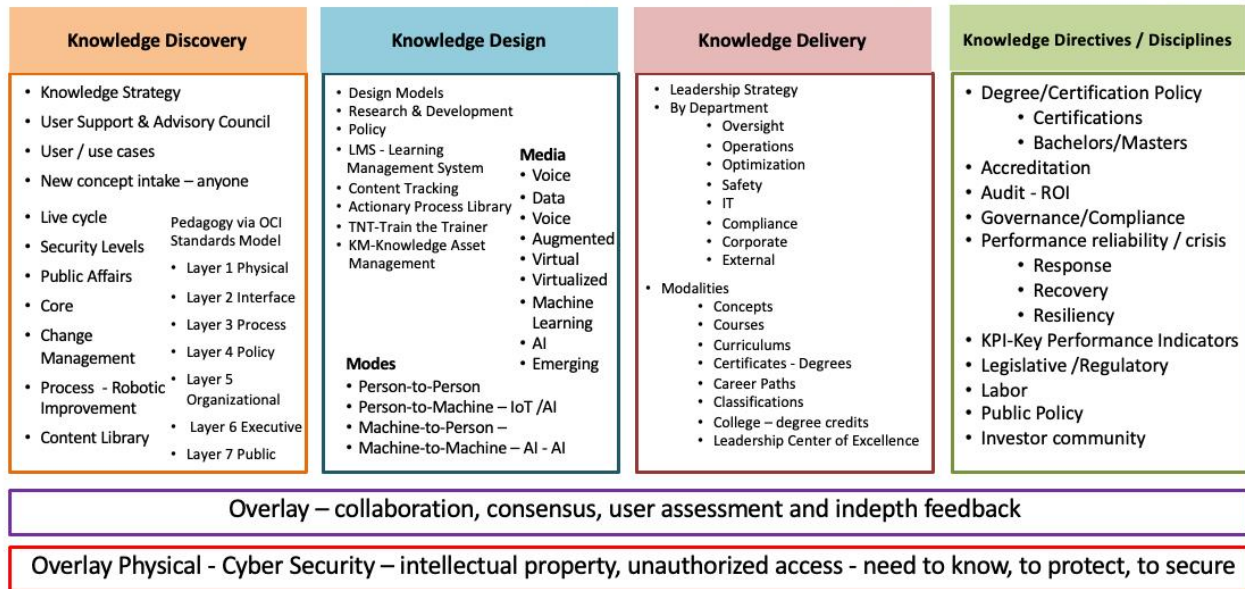 Knowledge Discovery
• Knowledge Strategy
• User Support & Advisory Council
• User / use cases
• New concept intake – anyone
• Live cycle
• Security Levels
• Public Affairs
• Core
• Change
Management
• Process - Robotic
Improvement
• Content Library
Pedagogy via OCI
Standards Model
• Layer 1 Physical
• Layer 2 Interface
• Layer 3 Process
• Layer 4 Policy
• Layer 5
Organizational
• Layer 6 Executive
• Layer 7 Public
Knowledge Design
• Design Models
• Research & Development
• Policy
• LMS - Learning
Management System
• Content Tracking
• Actionary Process Library
• TNT-Train the Trainer
• KM-Knowledge Asset
Management
Media
• Voice
• Data
• Voice
• Augmented
• Virtual
• Virtualized
• Machine
Learning
• AI
• Emerging
Modes
• Person-to-Person
• Person-to-Machine – IoT /AI
• Machine-to-Person –
• Machine-to-Machine – AI - AI
Knowledge Delivery
• Leadership Strategy
• By Department
• Oversight
• Operations
• Optimization
• Safety
• IT
• Compliance
• Corporate
• External
• Modalities
• Concepts
• Courses
• Curriculums
• Certificates - Degrees
• Career Paths
• Classifications
• College – degree credits
• Leadership Center of Excellence
Knowledge Directives / Disciplines
• Degree/Certification Policy
• Certifications
• Bachelors/Masters
• Accreditation
• Audit - ROI
• Governance/Compliance
• Performance reliability / crisis
• Response
• Recovery
• Resiliency
• KPI-Key Performance Indicators
• Legislative /Regulatory
• Labor
• Public Policy
• Investor community
Overlay – collaboration, consensus, user assessment and indepth feedback
Overlay Physical - Cyber Security – intellectual property, unauthorized access - need to know, to protect, to secure